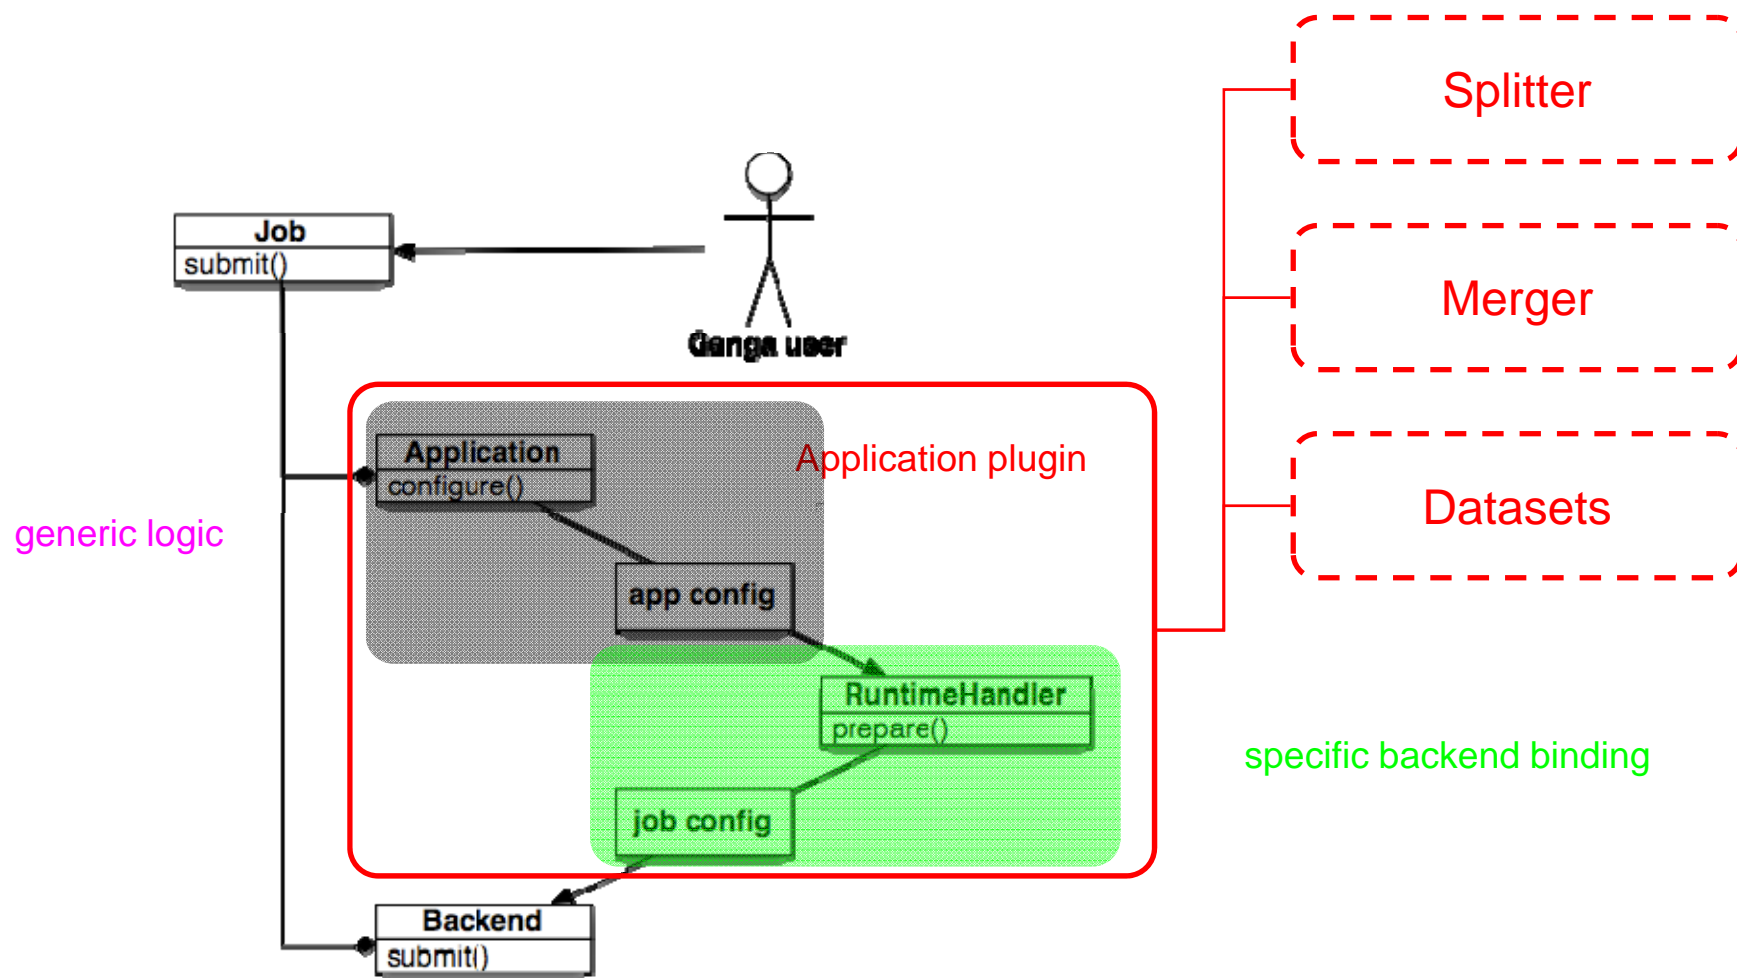 Splitter
Job
submit()
Merger
Ganga user
Application
configure()
Application plugin
Datasets
generic logic
app config
RuntimeHandler
prepare()
specific backend binding
job config
Backend
submit()